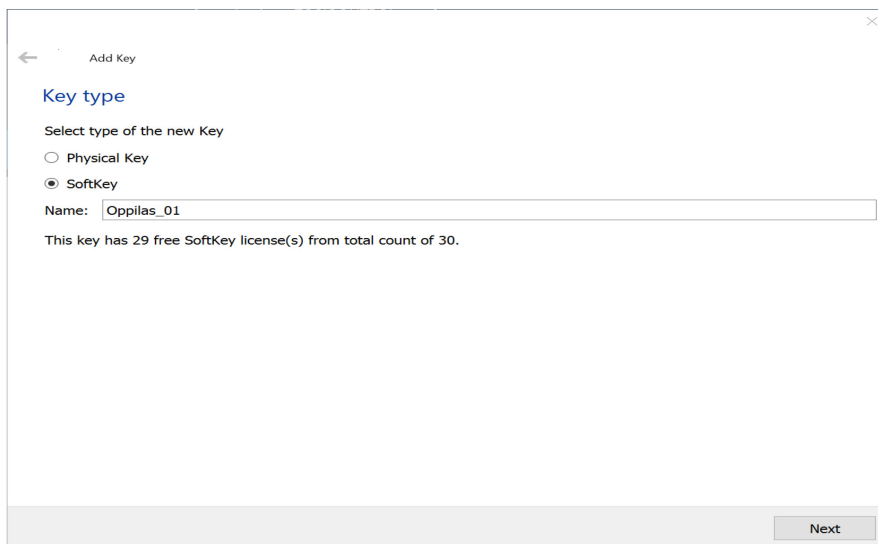 Add Key
Key type
Select type of the new Key
Physical Key
SoftKey
Name: Oppilas_01
This key has 29 free SoftKey license(s) from total count of 30.
Next